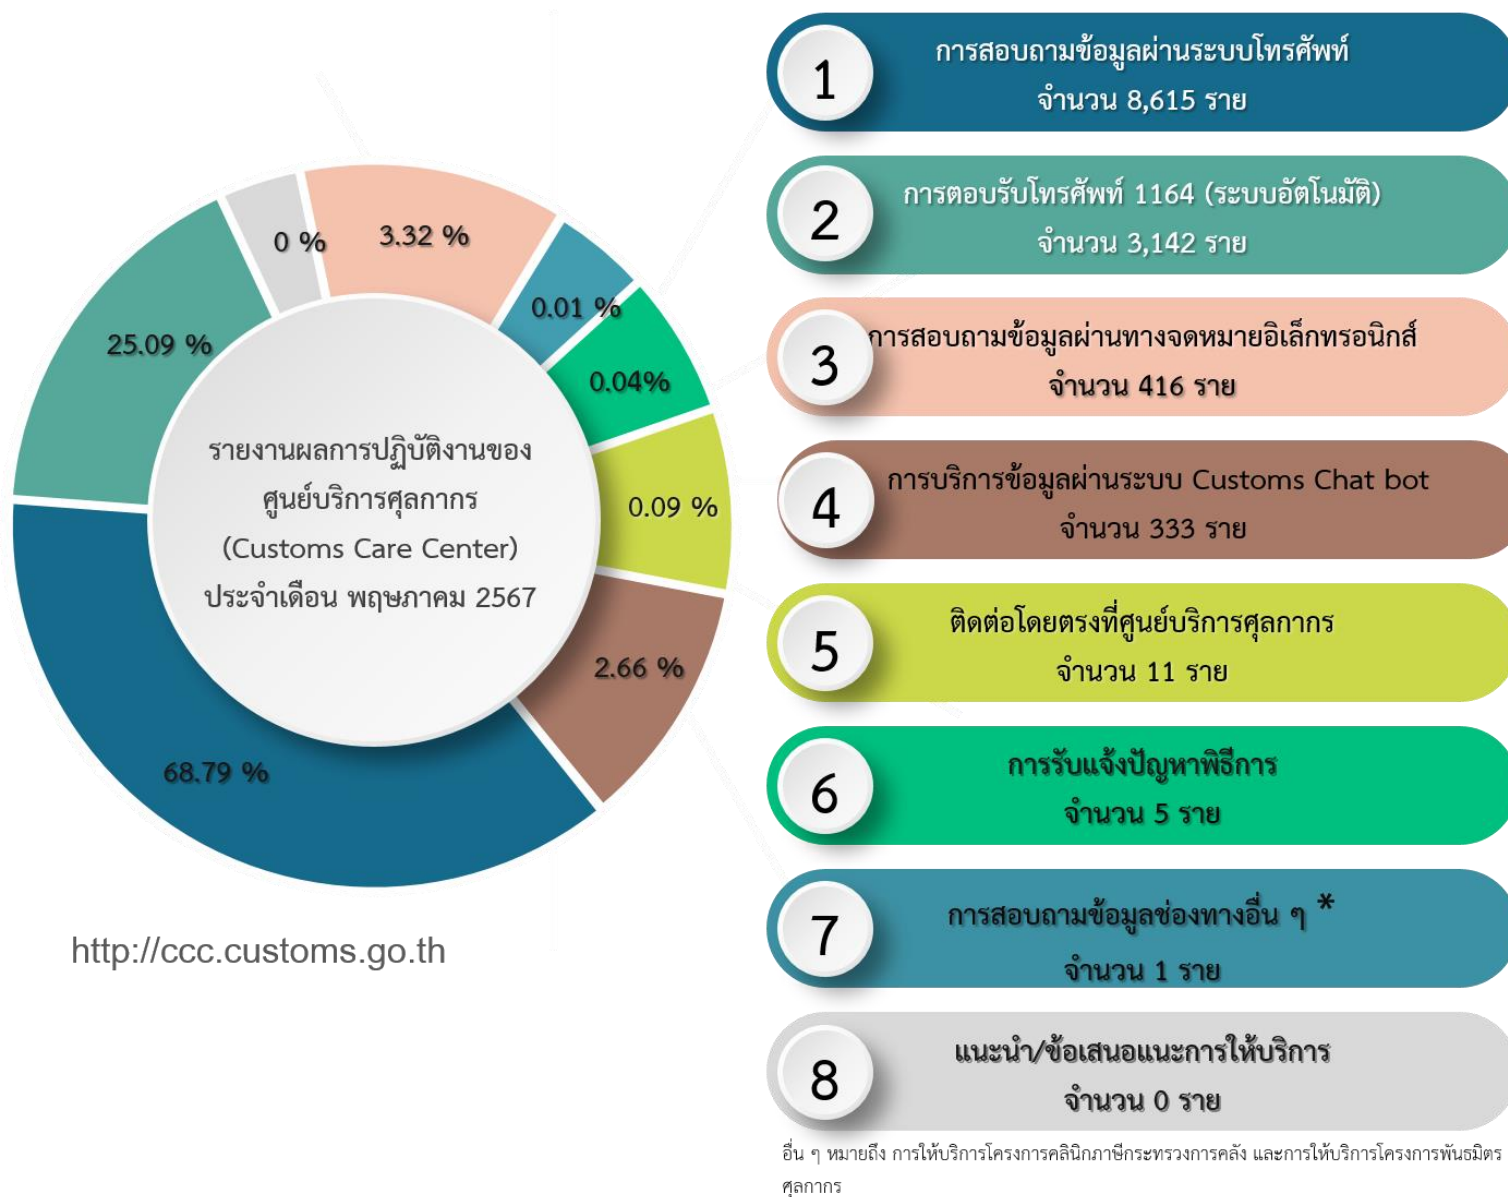 0 %
3.32 %
0.01 %
0.04%
25.09 %
0.09 %
2.66 %
68.79 %
รายงานผลการปฏิบัติงานของ
ศูนย์บริการศุลกากร
(Customs Care Center)
ประจำเดือน พฤษภาคม 2567
http://ccc.customs.go.th
1
การสอบถามข้อมูลผ่านระบบโทรศัพท์
จำนวน 8,615 ราย
2
การตอบรับโทรศัพท์ 1164 (ระบบอัตโนมัติ)
จำนวน 3,142 ราย
3
การสอบถามข้อมูลผ่านทางจดหมายอิเล็กทรอนิกส์
จำนวน 416 ราย
4
การบริการข้อมูลผ่านระบบ Customs Chat bot
จำนวน 333 ราย
5
ติดต่อโดยตรงที่ศูนย์บริการศุลกากร
จำนวน 11 ราย
6
การรับแจ้งปัญหาพิธีการ
จำนวน 5 ราย
7
การสอบถามข้อมูลช่องทางอื่น ๆ *
จำนวน 1 ราย
8
แนะนำ/ข้อเสนอแนะการให้บริการ
จำนวน 0 ราย
อื่น ๆ หมายถึง การให้บริการโครงการคลินิกภาษีกระทรวงการคลัง และการให้บริการโครงการพันธมิตร
ศุลกากร